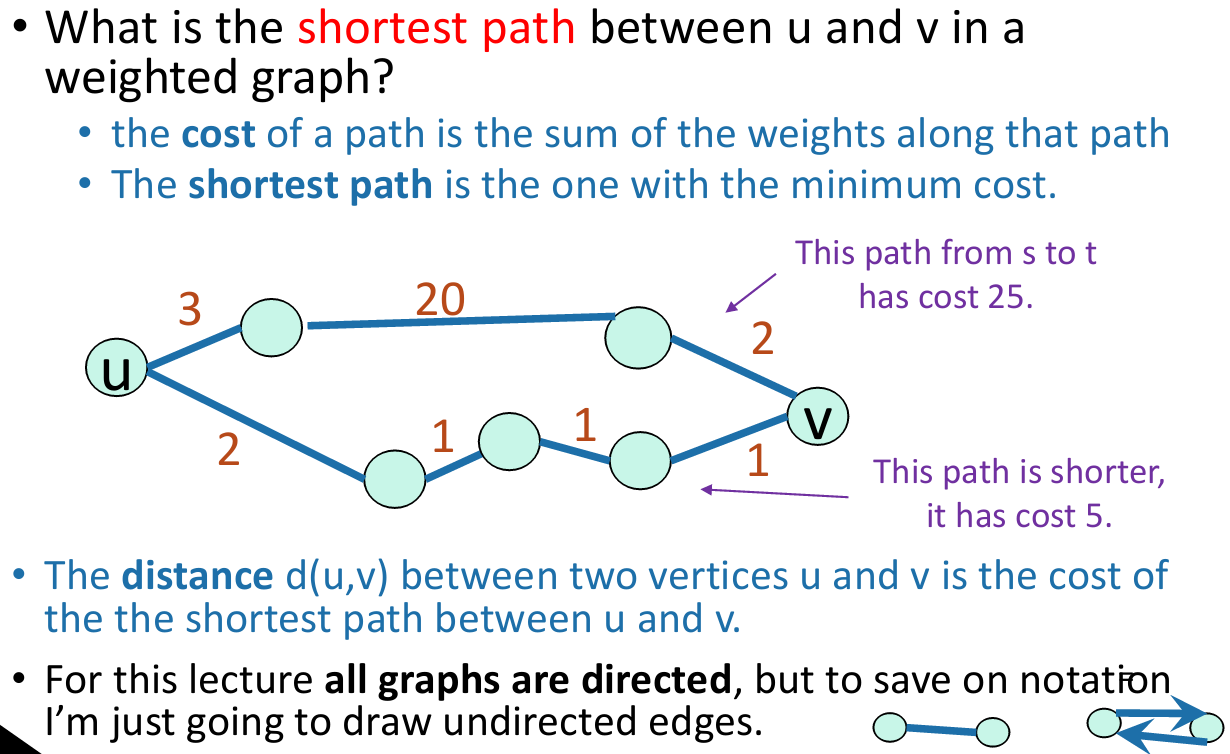 • What is the shortest path between u and v in a
weighted graph?
• the cost of a path is the sum of the weights along that path
• The shortest path is the one with the minimum cost.
This path from s to t
has cost 25.
3
20
2
u
v
2
1
1
1
This path is shorter,
it has cost 5.
• The distance d(u,v) between two vertices u and v is the cost of
the the shortest path between u and v.
• For this lecture all graphs are directed, but to save on notation
=
I’m just going to draw undirected edges.